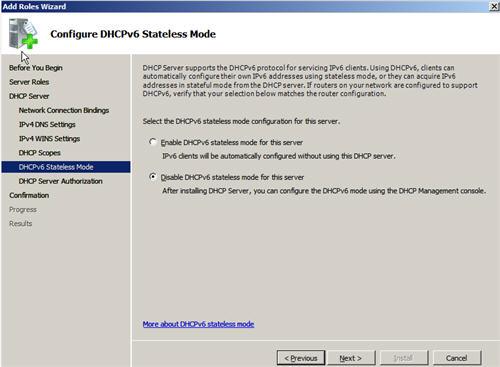 Add Roles Wizard
Configure DHCPv6 Stateless Mode
Before You Begin
Server Roles
DHCP Server
Network Connection Bindings
IPv4 DNS Settings
IPv4 WINS Settings
DHCP Scopes
DHCPv6 Stateless Mode
DHCP Server Authorization
Confirmation
Progress
Results
DHCP Server supports the DHCPv6 protocol for servicing IPv6 clients. Using DHCPv6, clients can
automatically configure their own IPv6 addresses using stateless mode, or they can acquire IPv6
addresses in stateful mode from the DHCP server. If routers on your network are configured to support
DHCPv6, verify that your selection below matches the router configuration.
Select the DHCPv6 stateless mode configuration for this server.
Enable DHCPv6 stateless mode for this server
IPv6 clients will be automatically configured without using this DHCP server.
Disable DHCPv6 stateless mode for this server
After installing DHCP Server, you can configure the DHCPv6 mode using the DHCP Management console.
More about DHCPv6 stateless mode
< Previous
Next >
Install
Cancel